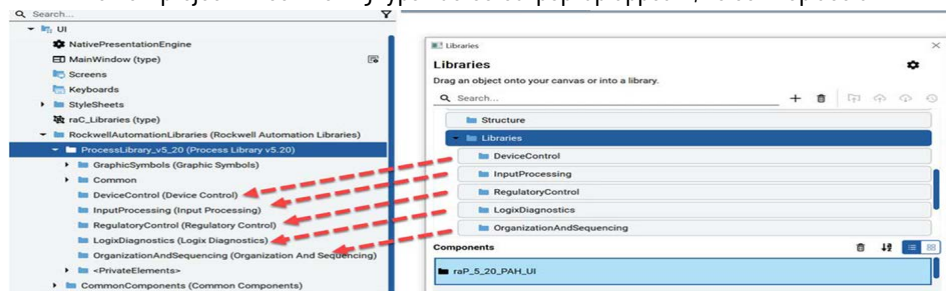 Search...
UI
NativePresentationEngine
MainWindow (type)
Screens
Keyboards
StyleSheets
raC_Libraries (type)
RockwellAutomationLibraries (Rockwell Automation Libraries)
ProcessLibrary_v5_20 (Process Library v5.20)
GraphicSymbols (Graphic Symbols)
Common
DeviceControl (Device Control)
InputProcessing (Input Processing)
RegulatoryControl (Regulatory Control)
LogixDiagnostics (Logix Diagnostics)
OrganizationAndSequencing (Organization And Sequencing)
<PrivateElements>
CommonComponents (Common Components)
Libraries
Libraries
Drag an object onto your canvas or into a library.
Search...
Structure
Libraries
DeviceControl
InputProcessing
RegulatoryControl
LogixDiagnostics
OrganizationAndSequencing
Components
raP_5_20_PAH_UI